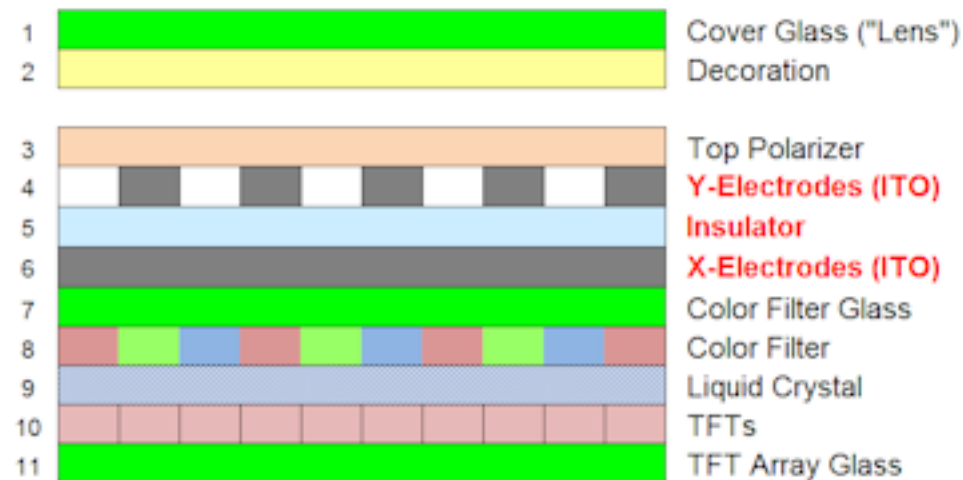 1 Cover Glass ("Lens")
2 Decoration
3 Top Polarizer
4 Y-Electrodes (ITO)
5 Insulator
6 X-Electrodes (ITO)
7 Color Filter Glass
8 Color Filter
9 Liquid Crystal
10 TFTs
11 TFT Array Glass